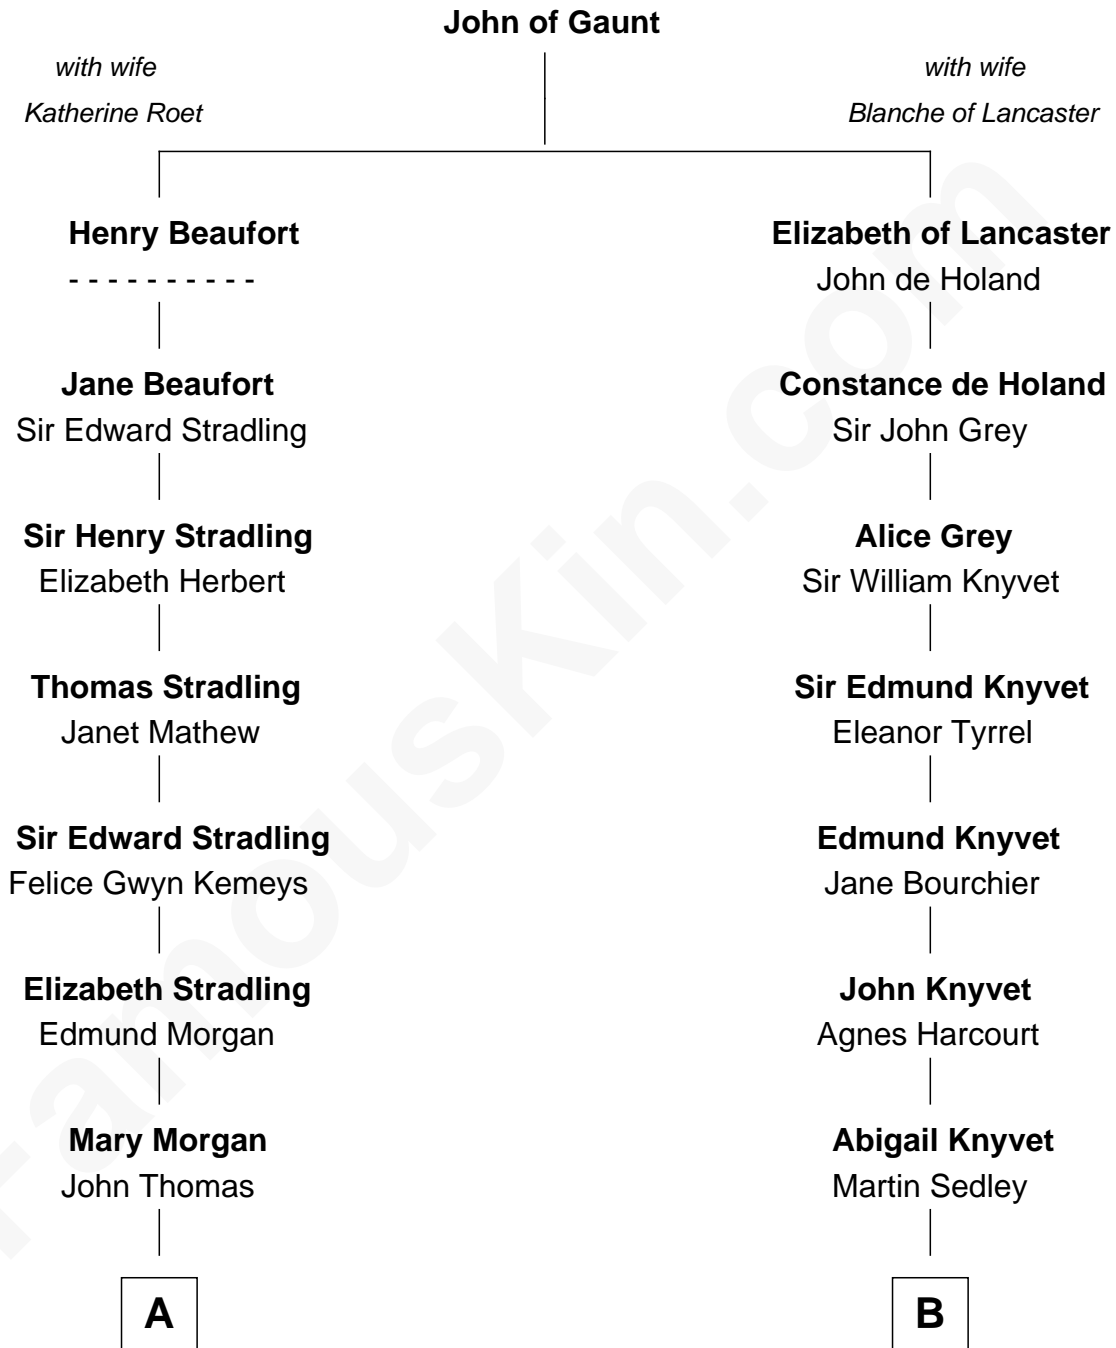 John of Gaunt
with wife
Katherine Roet
with wife
Blanche of Lancaster
Henry Beaufort
- - - - - - - - - -
Jane Beaufort
Sir Edward Stradling
Sir Henry Stradling
Elizabeth Herbert
Thomas Stradling
Janet Mathew
Sir Edward Stradling
Felice Gwyn Kemeys
Elizabeth Stradling
Edmund Morgan
Mary Morgan
John Thomas
A
Elizabeth of Lancaster
John de Holand
Constance de Holand
Sir John Grey
Alice Grey
Sir William Knyvet
Sir Edmund Knyvet
Eleanor Tyrrel
Edmund Knyvet
Jane Bourchier
John Knyvet
Agnes Harcourt
Abigail Knyvet
Martin Sedley
B
FamousKin.com